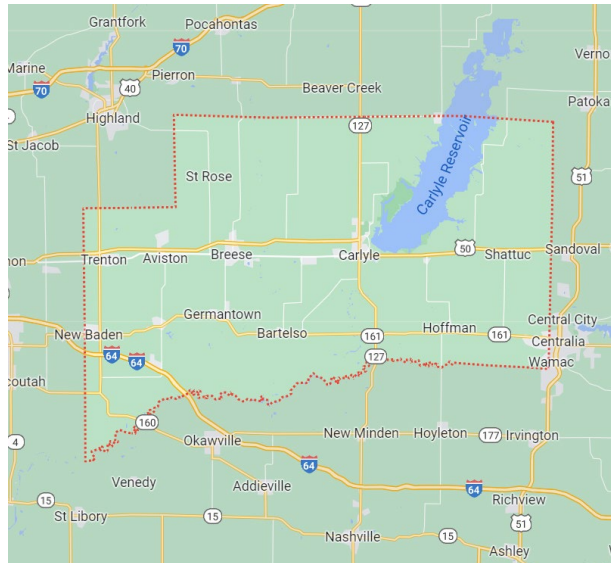 Grantfork
Pocahontas
70
Marine
Pierron
40
Verno
70
Beaver Creek
Patoka
Highland
127
St Jacob
51
St Rose
Carlyle Reservoir
Trenton
Aviston
Breese
Carlyle
50
Shattuc
Sandoval
non
Germantown
Central City
New Baden
Bartelso
161
Hoffman
161
Centralia
64
64
127
Wamac
coutah
160
4
Okawville
New Minden
Hoyleton
177
Irvington
64
Venedy
Addieville
64
15
Richview
St Libory
15
51
Nashville
15
Ashley